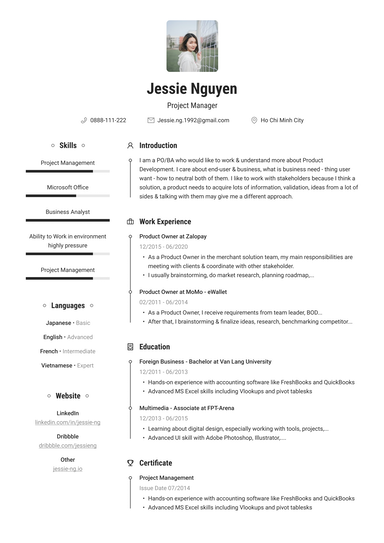 Jessie Nguyen
Project Manager
0888-111-222
Jessie.ng.1992@gmail.com
Ho Chi Minh City
Skills
Project Management
Microsoft Office
Business Analyst
Ability to Work in environment
highly pressure
Project Management
Languages
Japanese • Basic
English • Advanced
French • Intermediate
Vietnamese • Expert
Website
LinkedIn
linkedin.com/in/jessie-ng
Dribbble
dribbble.com/jessieng
Other
jessie-ng.io
Introduction
I am a PO/BA who would like to work & understand more about Product
Development. I care about end-user & business, what is business need - thing user
want - how to neutral both of them. I like to work with stakeholders because I think a
solution, a product needs to acquire lots of information, validation, ideas from a lot of
sides & talking with them may give me a different approach.
Work Experience
Product Owner at Zalopay
12/2015 - 06/2020
• As a Product Owner in the merchant solution team, my main responsibilities are
meeting with clients & coordinate with other stakeholder.
• I usually brainstorming, do market research, planning roadmap,...
Product Owner at MoMo - eWallet
02/2011 - 06/2014
• As a Product Owner, I receive requirements from team leader, BOD...
• After that, I brainstorming & finalize ideas, research, benchmarking competitor...
Education
Foreign Business - Bachelor at Van Lang University
12/2011 - 06/2013
• Hands-on experience with accounting software like FreshBooks and QuickBooks
• Advanced MS Excel skills including Vlookups and pivot tablesks
Multimedia - Associate at FPT-Arena
12/2013 - 06/2015
• Learning about digital design, especially working with tools, projects,...
• Advanced UI skill with Adobe Photoshop, Illustrator,....
Certificate
Project Management
Issue Date 07/2014
• Hands-on experience with accounting software like FreshBooks and QuickBooks
• Advanced MS Excel skills including Vlookups and pivot tablesks